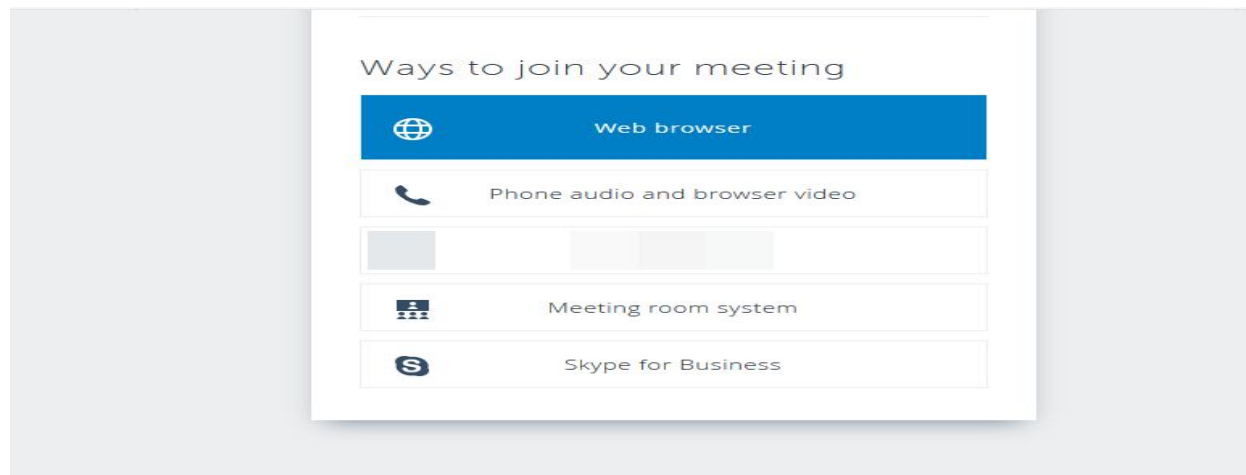 Ways to join your meeting
Web browser
Phone audio and browser video
Meeting room system
Skype for Business